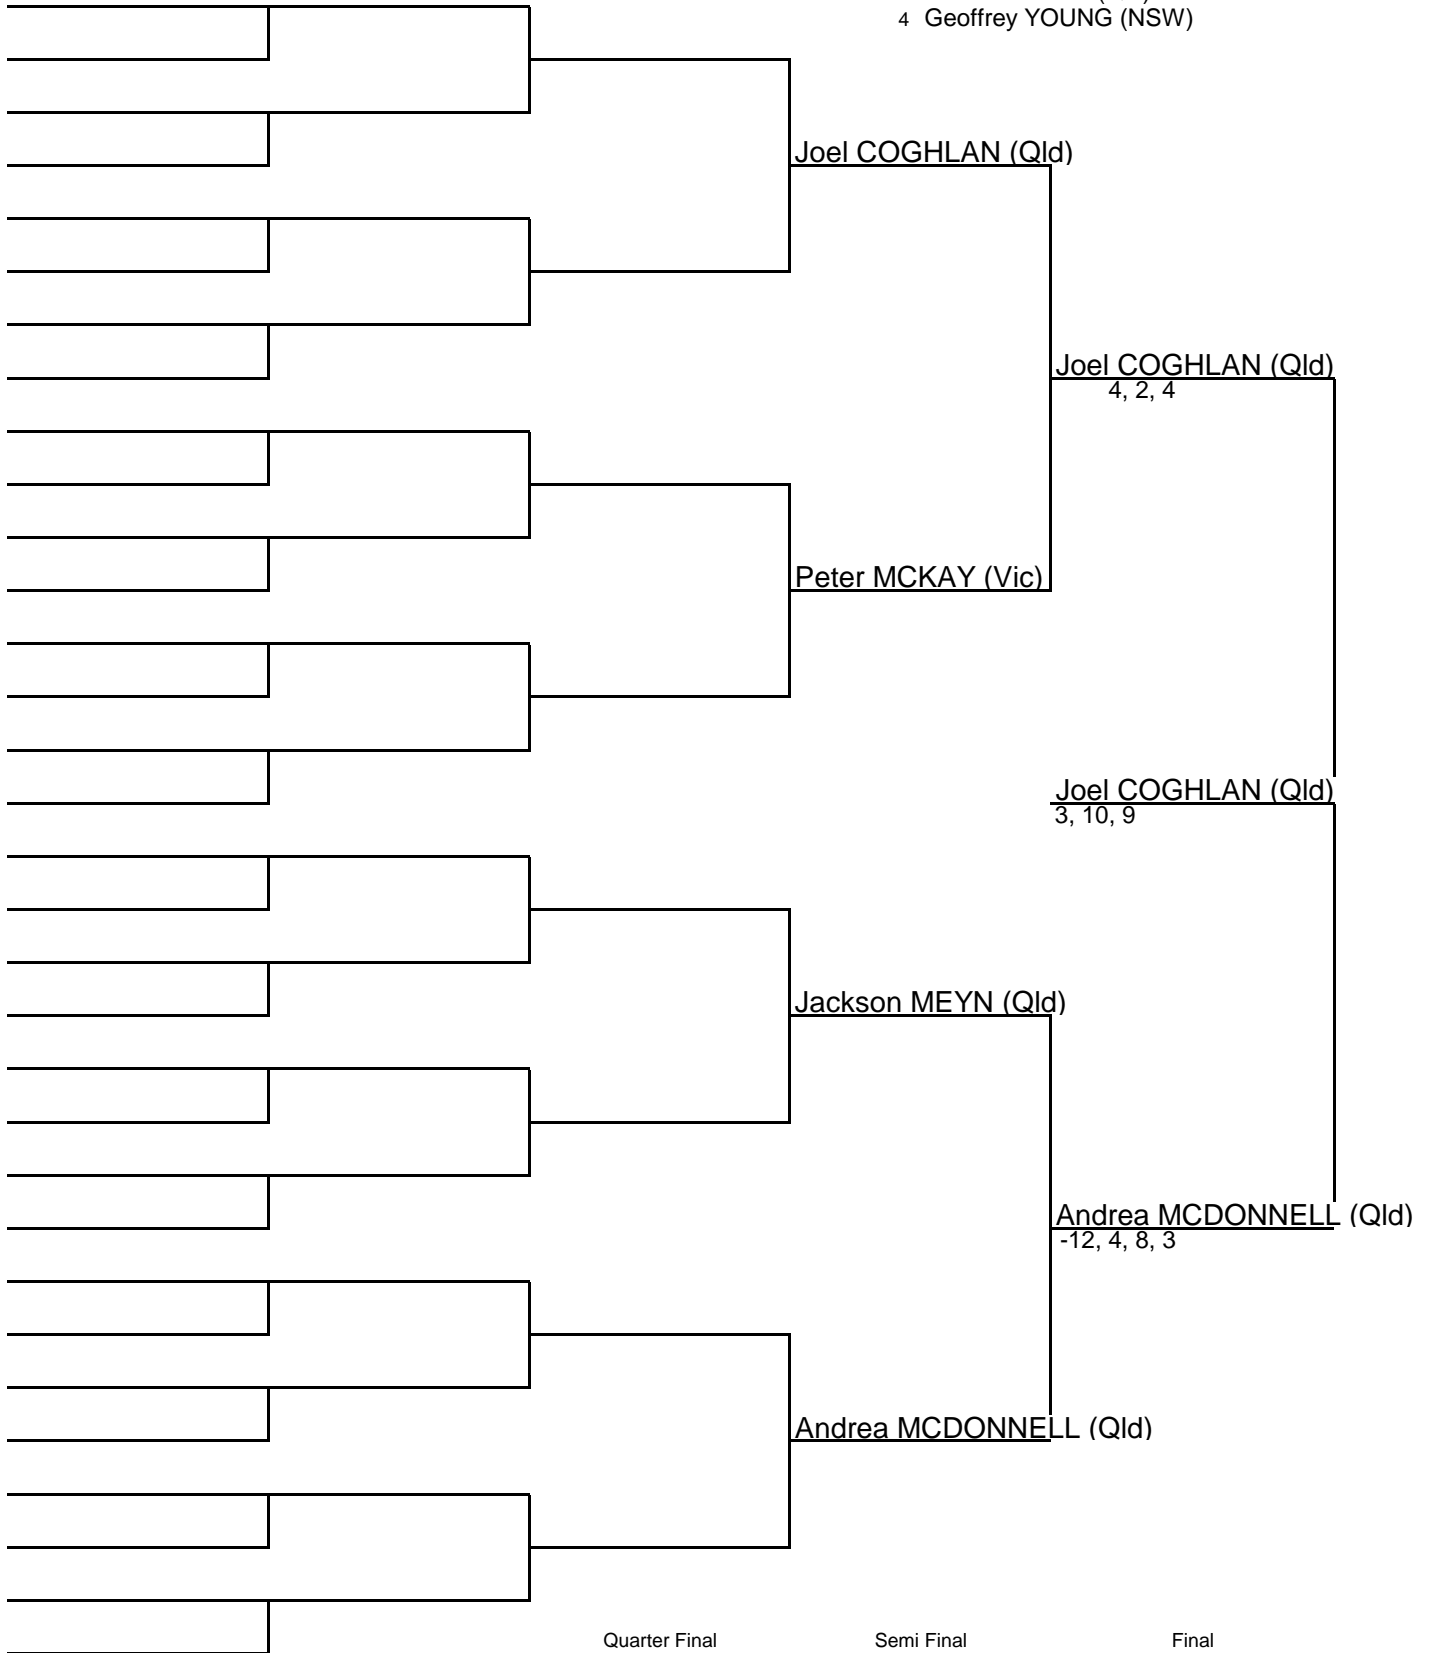 4 Geoffrey YOUNG (NSW)
Joel COGHLAN (Qld)
Joel COGHLAN (Qld)
4, 2, 4
Peter MCKAY (Vic)
Joel COGHLAN (Qld)
3, 10, 9
Jackson MEYN (Qld)
Andrea MCDONNELL (Qld)
-12, 4, 8, 3
Andrea MCDONNELL (Qld)
Quarter Final Semi Final Final